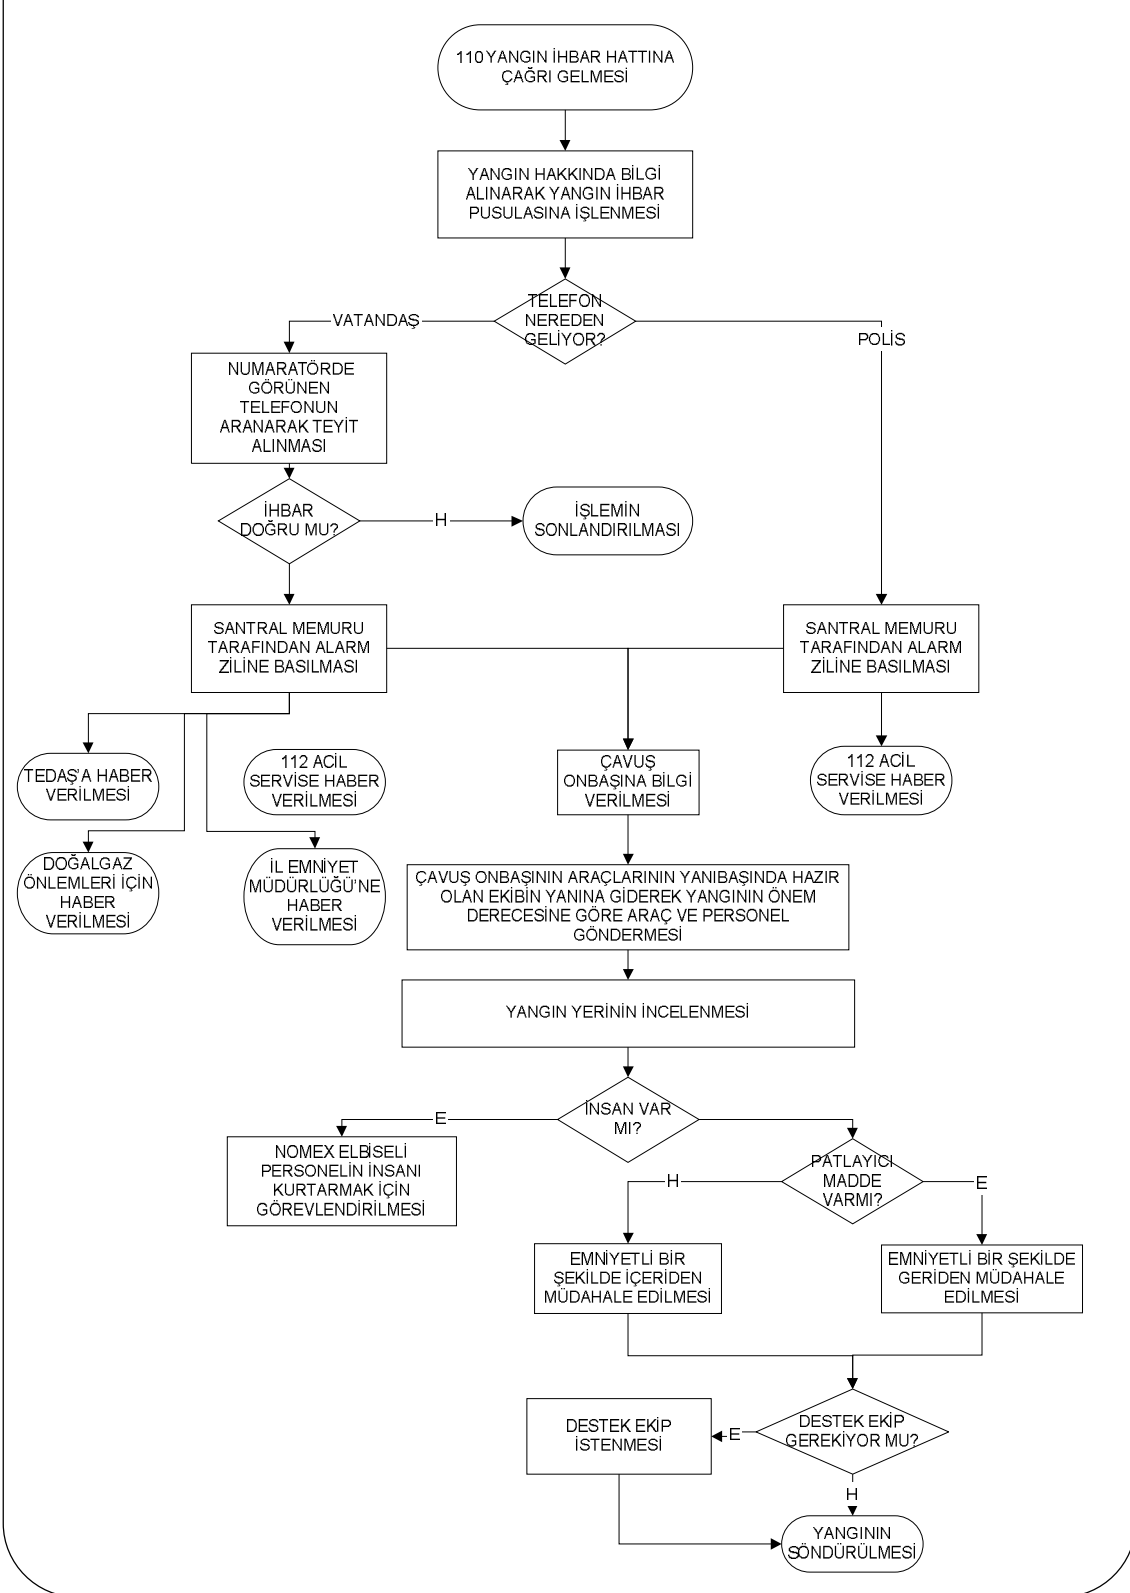 110 YANGIN İHBAR HATTINA
ÇAĞRI GELMESİ
YANGIN HAKKINDA BİLGİ
ALINARAK YANGIN İHBAR
PUSULASINA İŞLENMESİ
TELEFON
NEREDEN
GELİYOR?
VATANDAŞ
POLİS
NUMARATÖRDE
GÖRÜNEN
TELEFONUN
ARANARAK TEYİT
ALINMASI
İHBAR
DOĞRU MU?
H
İŞLEMİN
SONLANDIRILMASI
SANTRAL MEMURU
TARAFINDAN ALARM
ZİLİNE BASILMASI
SANTRAL MEMURU
TARAFINDAN ALARM
ZİLİNE BASILMASI
TEDAŞ'A HABER
VERİLMESİ
112 ACİL
SERVİSE HABER
VERİLMESİ
ÇAVUŞ
ONBAŞINA BİLGİ
VERİLMESİ
112 ACİL
SERVİSE HABER
VERİLMESİ
DOĞALGAZ
ÖNLEMLERİ İÇİN
HABER
VERİLMESİ
İL EMNİYET
MÜDÜRLÜĞÜ'NE
HABER
VERİLMESİ
ÇAVUŞ ONBAŞININ ARAÇLARININ YANIBAŞINDA HAZIR
OLAN EKİBİN YANINA GİDEREK YANGININ ÖNEM
DERECESİNE GÖRE ARAÇ VE PERSONEL
GÖNDERMESİ
YANGIN YERİNİN İNCELENMESİ
İNSAN VAR
MI?
E
NOMEX ELBİSELİ
PERSONELİN İNSANI
KURTARMAK İÇİN
GÖREVLENDİRİLMESİ
PATLAYICI
MADDE
VARMI?
H
E
EMNİYETLİ BİR
ŞEKİLDE İÇERİDEN
MÜDAHALE EDİLMESİ
EMNİYETLİ BİR ŞEKİLDE
GERİDEN MÜDAHALE
EDİLMESİ
DESTEK EKİP
GEREKİYOR MU?
E
DESTEK EKİP
İSTENMESİ
H
YANGININ
SÖNDÜRÜLMESİ